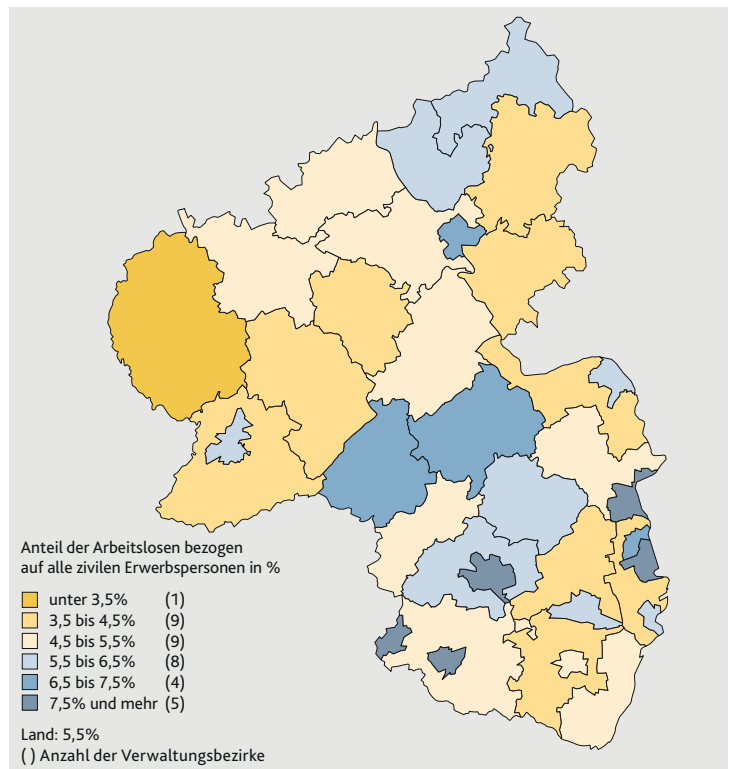 Anteil der Arbeitslosen bezogen
auf alle zivilen Erwerbspersonen in %
unter 3,5% (1)
3,5 bis 4,5% (9)
4,5 bis 5,5% (9)
5,5 bis 6,5% (8)
6,5 bis 7,5% (4)
7,5% und mehr (5)
Land: 5,5%
( ) Anzahl der Verwaltungsbezirke